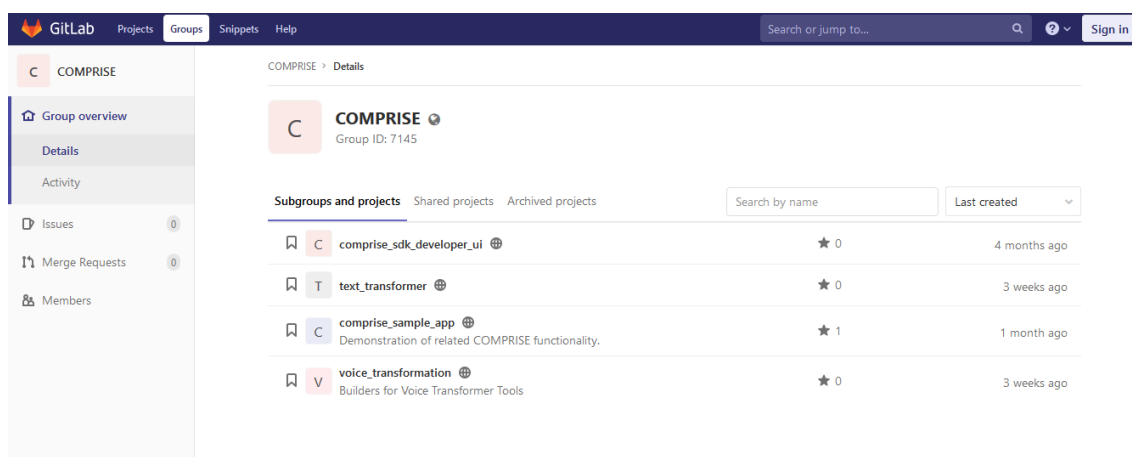 GitLab Projects Groups Snippets Help Search or jump to... Sign in
C COMPRISE
Group overview
Details
Activity
Issues 0
Merge Requests 0
Members
COMPRISE > Details
C
COMPRISE
Group ID: 7145
Subgroups and projects Shared projects Archived projects Search by name Last created
C comprise_sdk_developer_ui 0 4 months ago
T text_transformer 0 3 weeks ago
C comprise_sample_app 1 1 month ago
Demonstration of related COMPRISE functionality.
V voice_transformation 0 3 weeks ago
Builders for Voice Transformer Tools